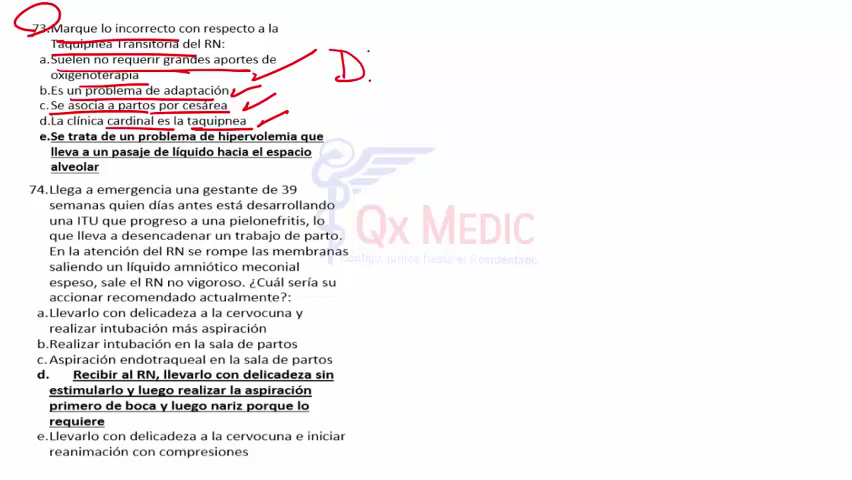 73.Marque lo incorrecto con respecto a la
Taquipnea Transitoria del RN:
a.Suelen no requerir grandes aportes de
oxigenoterapia
b.Es un problema de adaptación
c.Se asocia a partos por cesárea
d.La clínica cardinal es la taquipnea
e.Se trata de un problema de hipervolemia que
lleva a un pasaje de líquido hacia el espacio
alveolar
D:
74.Llega a emergencia una gestante de 39
semanas quien días antes está desarrollando
una ITU que progreso a una pielonefritis, lo
que lleva a desencadenar un trabajo de parto.
En la atención del RN se rompe las membranas
saliendo un líquido amniótico meconial
espeso, sale el RN no vigoroso. ¿Cuál sería su
accionar recomendado actualmente?:
a.Llevarlo con delicadeza a la cervocuna y
realizar intubación más aspiración
b.Realizar intubación en la sala de partos
c.Aspiración endotraqueal en la sala de partos
d. Recibir al RN, llevarlo con delicadeza sin
estimularlo y luego realizar la aspiración
primero de boca y luego nariz porque lo
requiere
e.Llevarlo con delicadeza a la cervocuna e iniciar
reanimación con compresiones
Qx MEDIC
Contigo, juntos hasta el Residentado